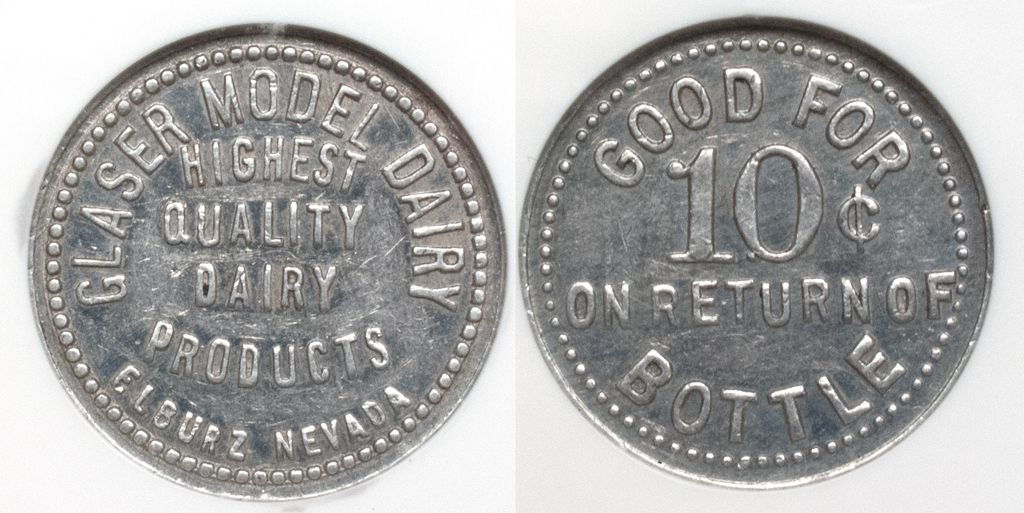 GLASER MODEL DAIRY
HIGHEST
QUALITY
DAIRY
PRODUCTS
ELBURZ, NEVADA
GOOD FOR
10¢
ON RETURN OF
BOTTLE